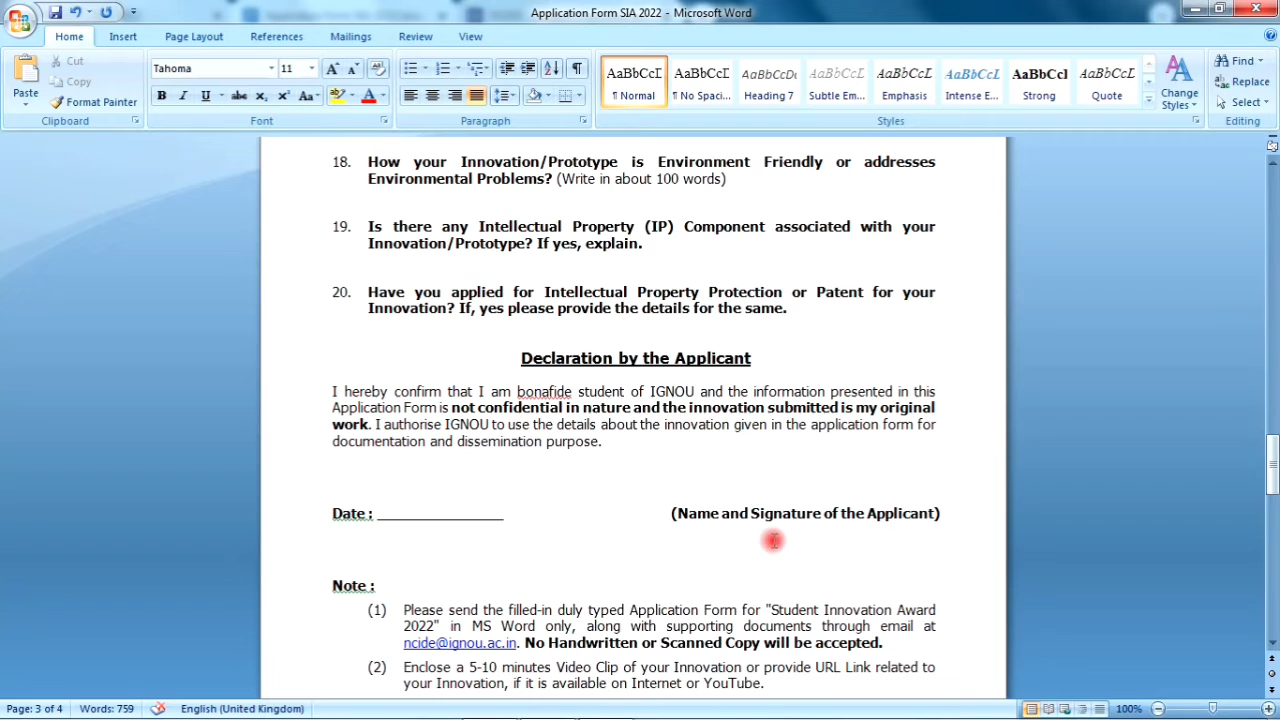 Application Form SIA 2022 - Microsoft Word
Home Insert Page Layout References Mailings Review View
Paste Cut Copy Format Painter
Tahoma 11
AaBbCcI AaBbCcI AaBbCcDc AaBbCcI AaBbCcI AaBbCcI AaBbCcI AaBbCcI
¶ Normal ¶ No Spaci... Heading 7 Subtle Em... Emphasis Intense E... Strong Quote
Change Styles
Find Replace Select
Clipboard Font Paragraph Styles Editing
18. How your Innovation/Prototype is Environment Friendly or addresses
Environmental Problems? (Write in about 100 words)
19. Is there any Intellectual Property (IP) Component associated with your
Innovation/Prototype? If yes, explain.
20. Have you applied for Intellectual Property Protection or Patent for your
Innovation? If, yes please provide the details for the same.
Declaration by the Applicant
I hereby confirm that I am bonafide student of IGNOU and the information presented in this
Application Form is not confidential in nature and the innovation submitted is my original
work. I authorise IGNOU to use the details about the innovation given in the application form for
documentation and dissemination purpose.
Date : ________________ (Name and Signature of the Applicant)
Note :
(1) Please send the filled-in duly typed Application Form for "Student Innovation Award
2022" in MS Word only, along with supporting documents through email at
ncide@ignou.ac.in. No Handwritten or Scanned Copy will be accepted.
(2) Enclose a 5-10 minutes Video Clip of your Innovation or provide URL Link related to
your Innovation, if it is available on Internet or YouTube.
Page: 3 of 4 Words: 759 English (United Kingdom) 100%